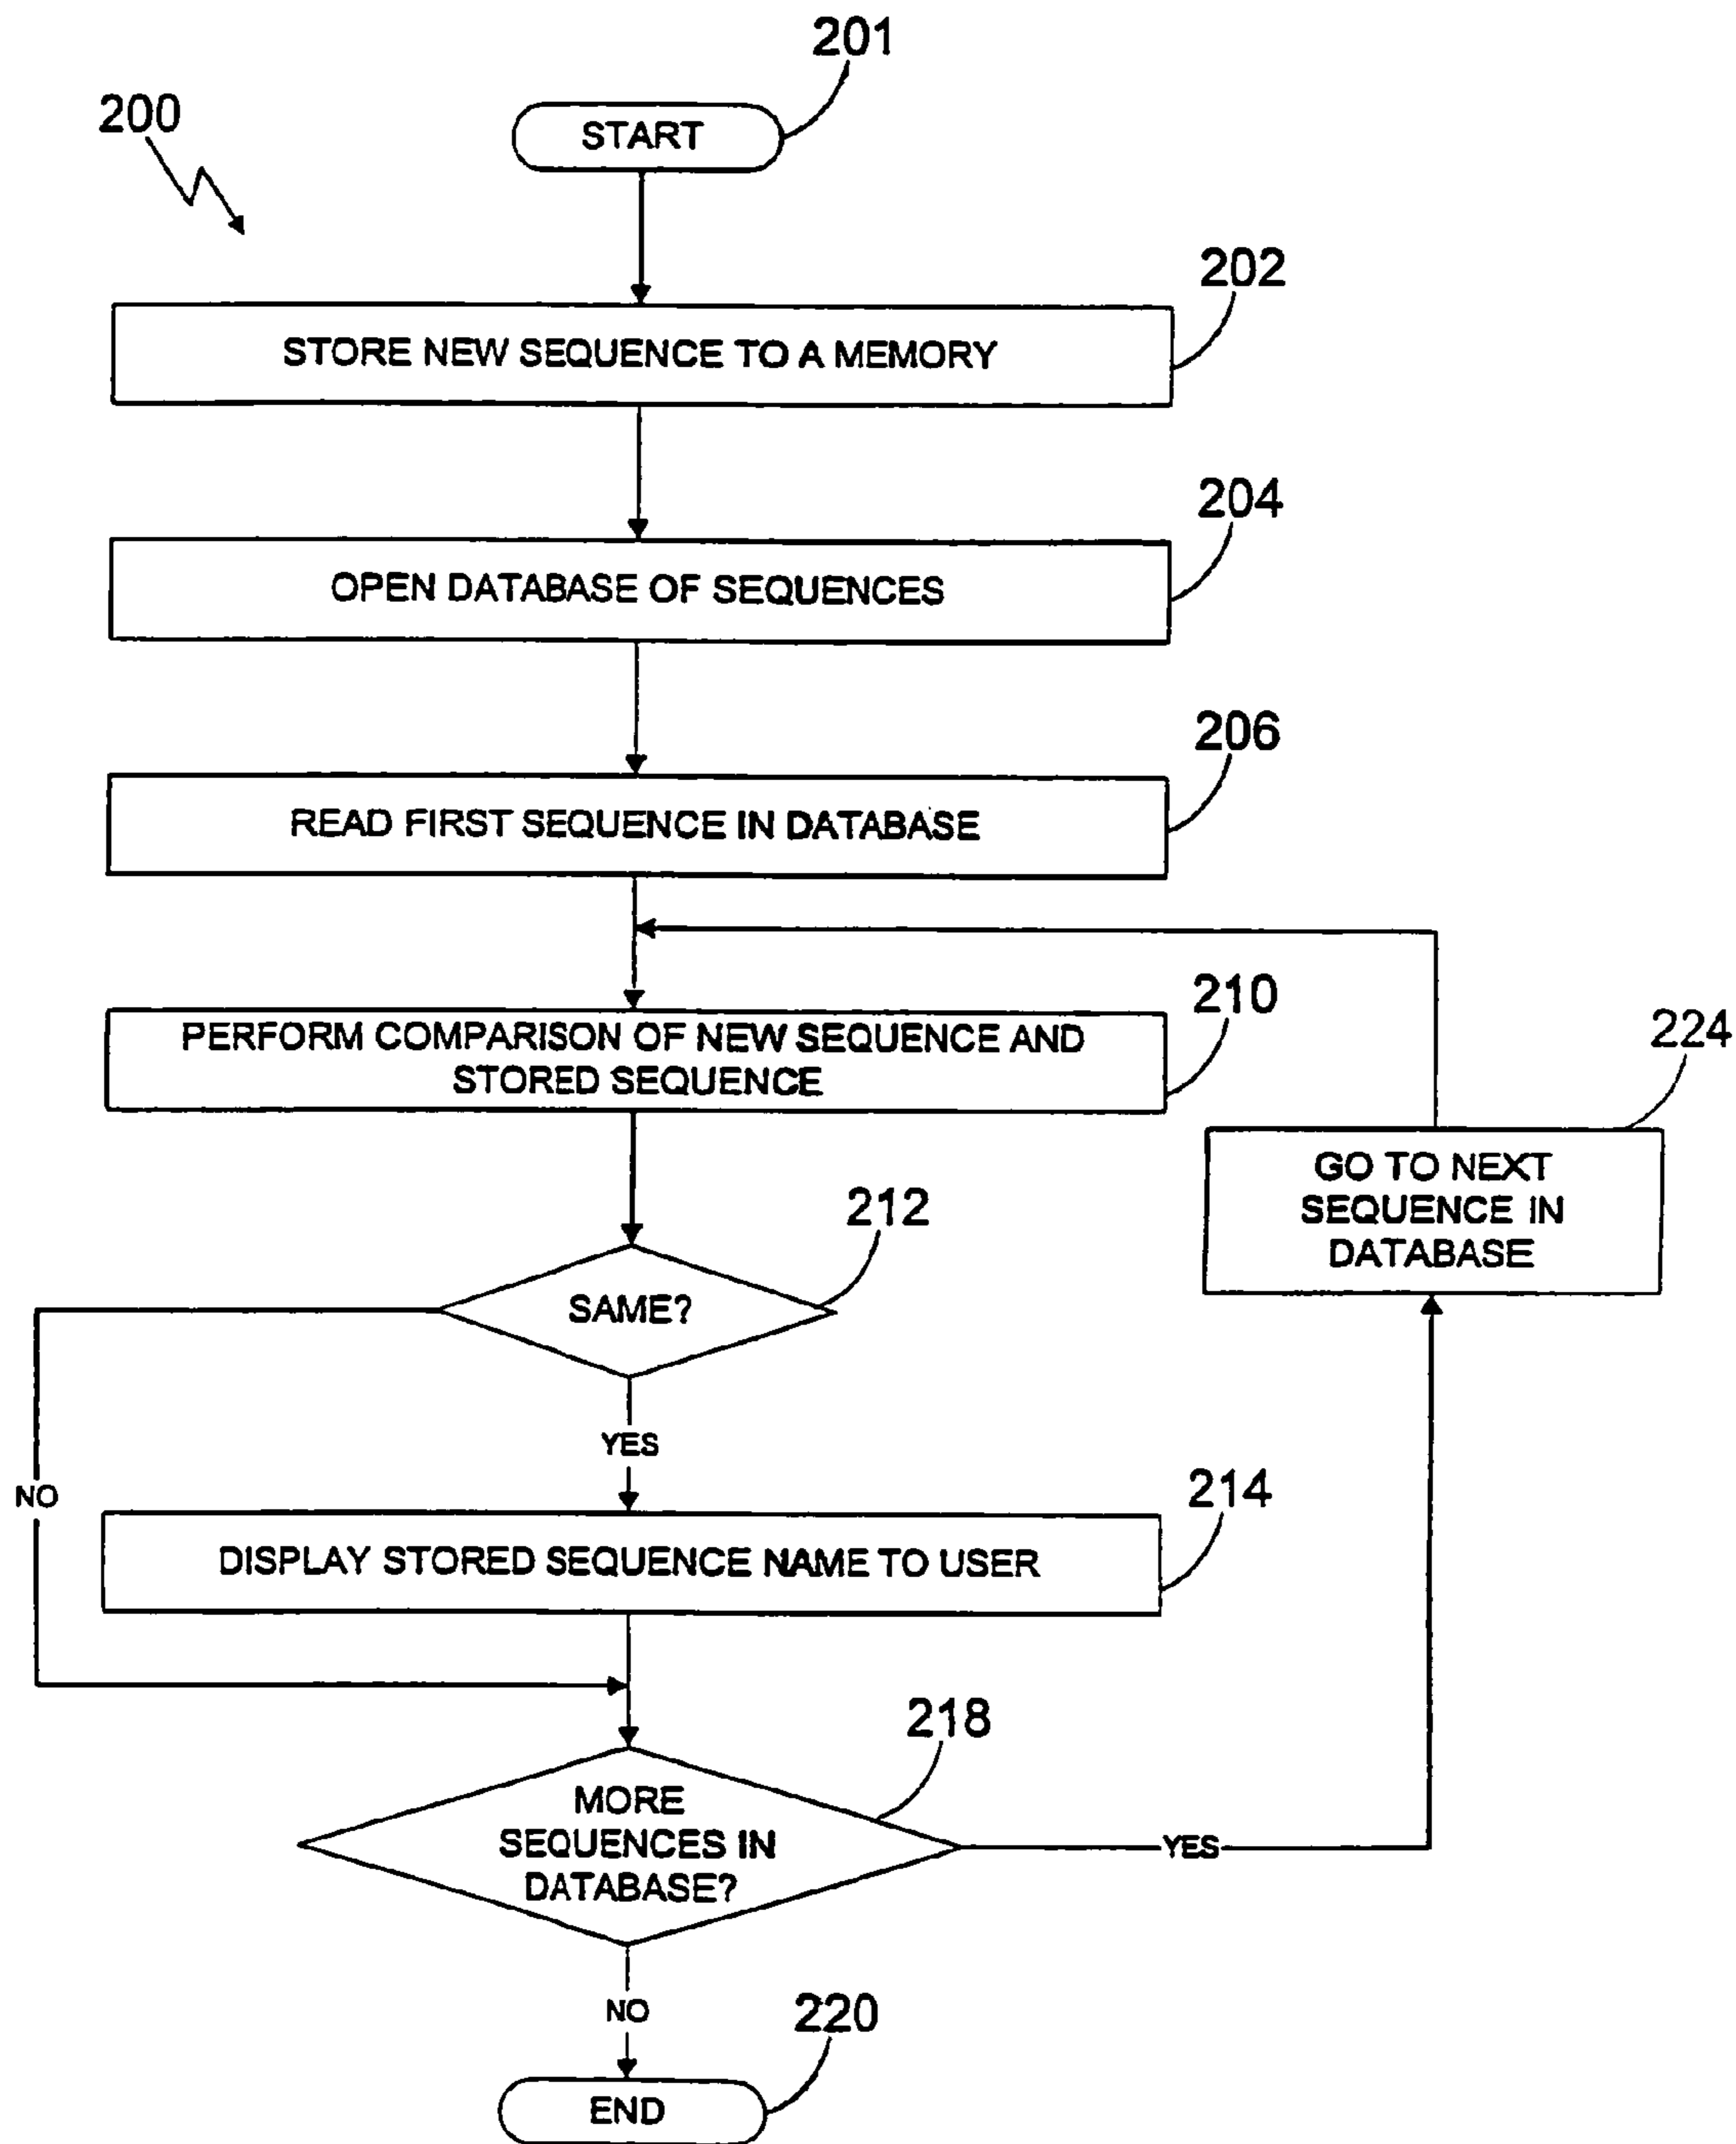 201
200
START
202
STORE NEW SEQUENCE TO A MEMORY
204
OPEN DATABASE OF SEQUENCES
206
READ FIRST SEQUENCE IN DATABASE
210
PERFORM COMPARISON OF NEW SEQUENCE AND
STORED SEQUENCE
224
GO TO NEXT
SEQUENCE IN
DATABASE
212
SAME?
YES
NO
214
DISPLAY STORED SEQUENCE NAME TO USER
218
MORE
SEQUENCES IN
DATABASE?
YES
NO
220
END